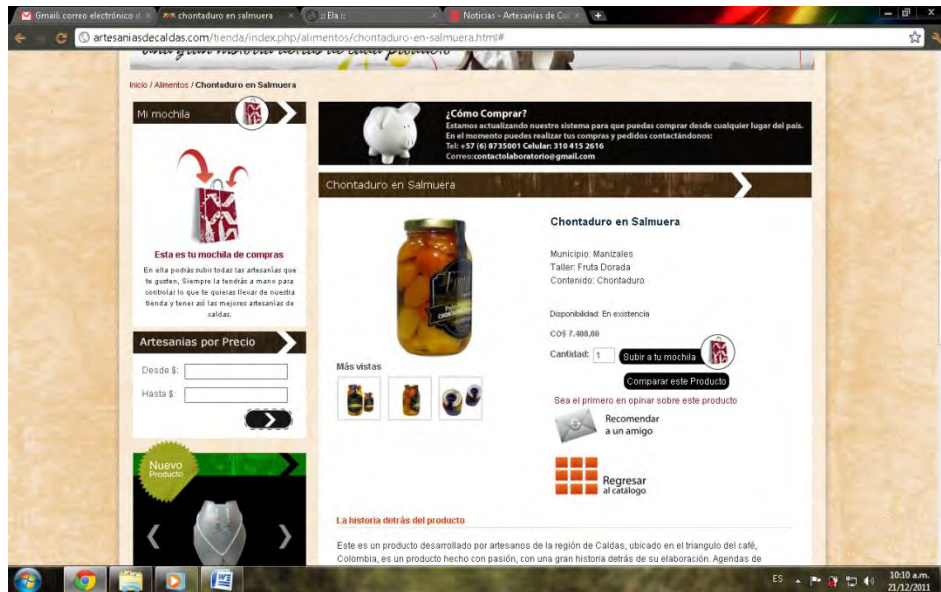 Gmail: correo electrónico d
chontaduro en salmuera
:: Ela ::
Noticias - Artesanías de Col
artesaniasdecaldas.com/tienda/index.php/alimentos/chontaduro-en-salmuera.html#
una gran historia detrás de cada producto
Inicio / Alimentos / Chontaduro en Salmuera
Mi mochila
Esta es tu mochila de compras
En ella podrás subir todas las artesanías que
te gusten, Siempre la tendrás a mano para
controlar lo que te quieras llevar de nuestra
tienda y tener así las mejores artesanías de
caldas.
Artesanias por Precio
Desde $:
Hasta $:
Nuevo
Producto
¿Cómo Comprar?
Estamos actualizando nuestro sistema para que puedas comprar desde cualquier lugar del país.
En el momento puedes realizar tus compras y pedidos contactándonos:
Tel: +57 (6) 8735001 Celular: 310 415 2616
Correo:contactolaboratorio@gmail.com
Chontaduro en Salmuera
Más vistas
Chontaduro en Salmuera
Municipio: Manizales
Taller: Fruta Dorada
Contenido: Chontaduro
Disponibilidad: En existencia
CO$ 7.400,00
Cantidad: 1 Subir a tu mochila
Comparar este Producto
Sea el primero en opinar sobre este producto
Recomendar
a un amigo
Regresar
al catálogo
La historia detrás del producto
Este es un producto desarrollado por artesanos de la región de Caldas, ubicado en el triangulo del café,
Colombia, es un producto hecho con pasión, con una gran historia detrás de su elaboración. Agendas de
ES
10:10 a.m.
21/12/2011